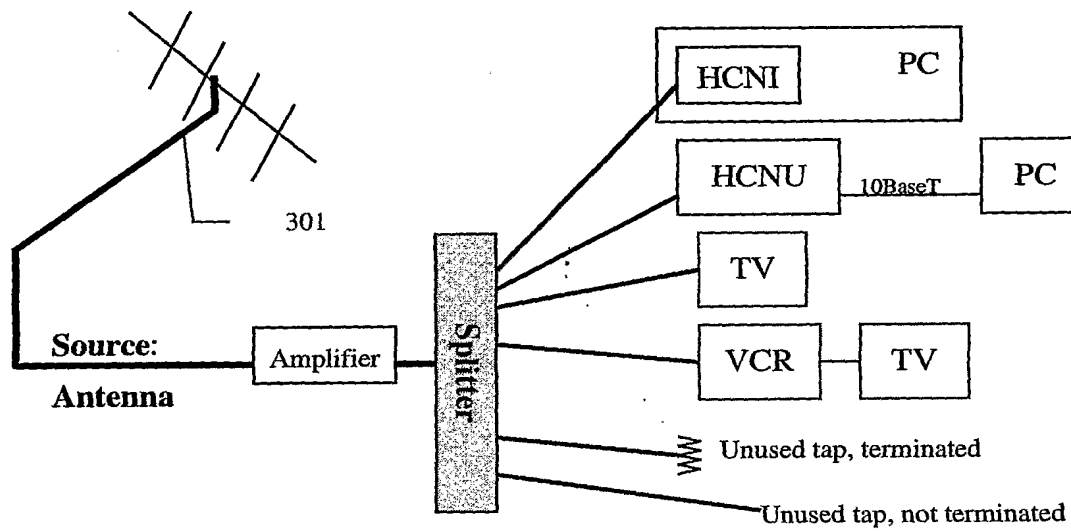 HCNI
PC
HCNU
10BaseT
PC
301
TV
Source:
Antenna
Amplifier
Splitter
VCR
TV
Unused tap, terminated
Unused tap, not terminated